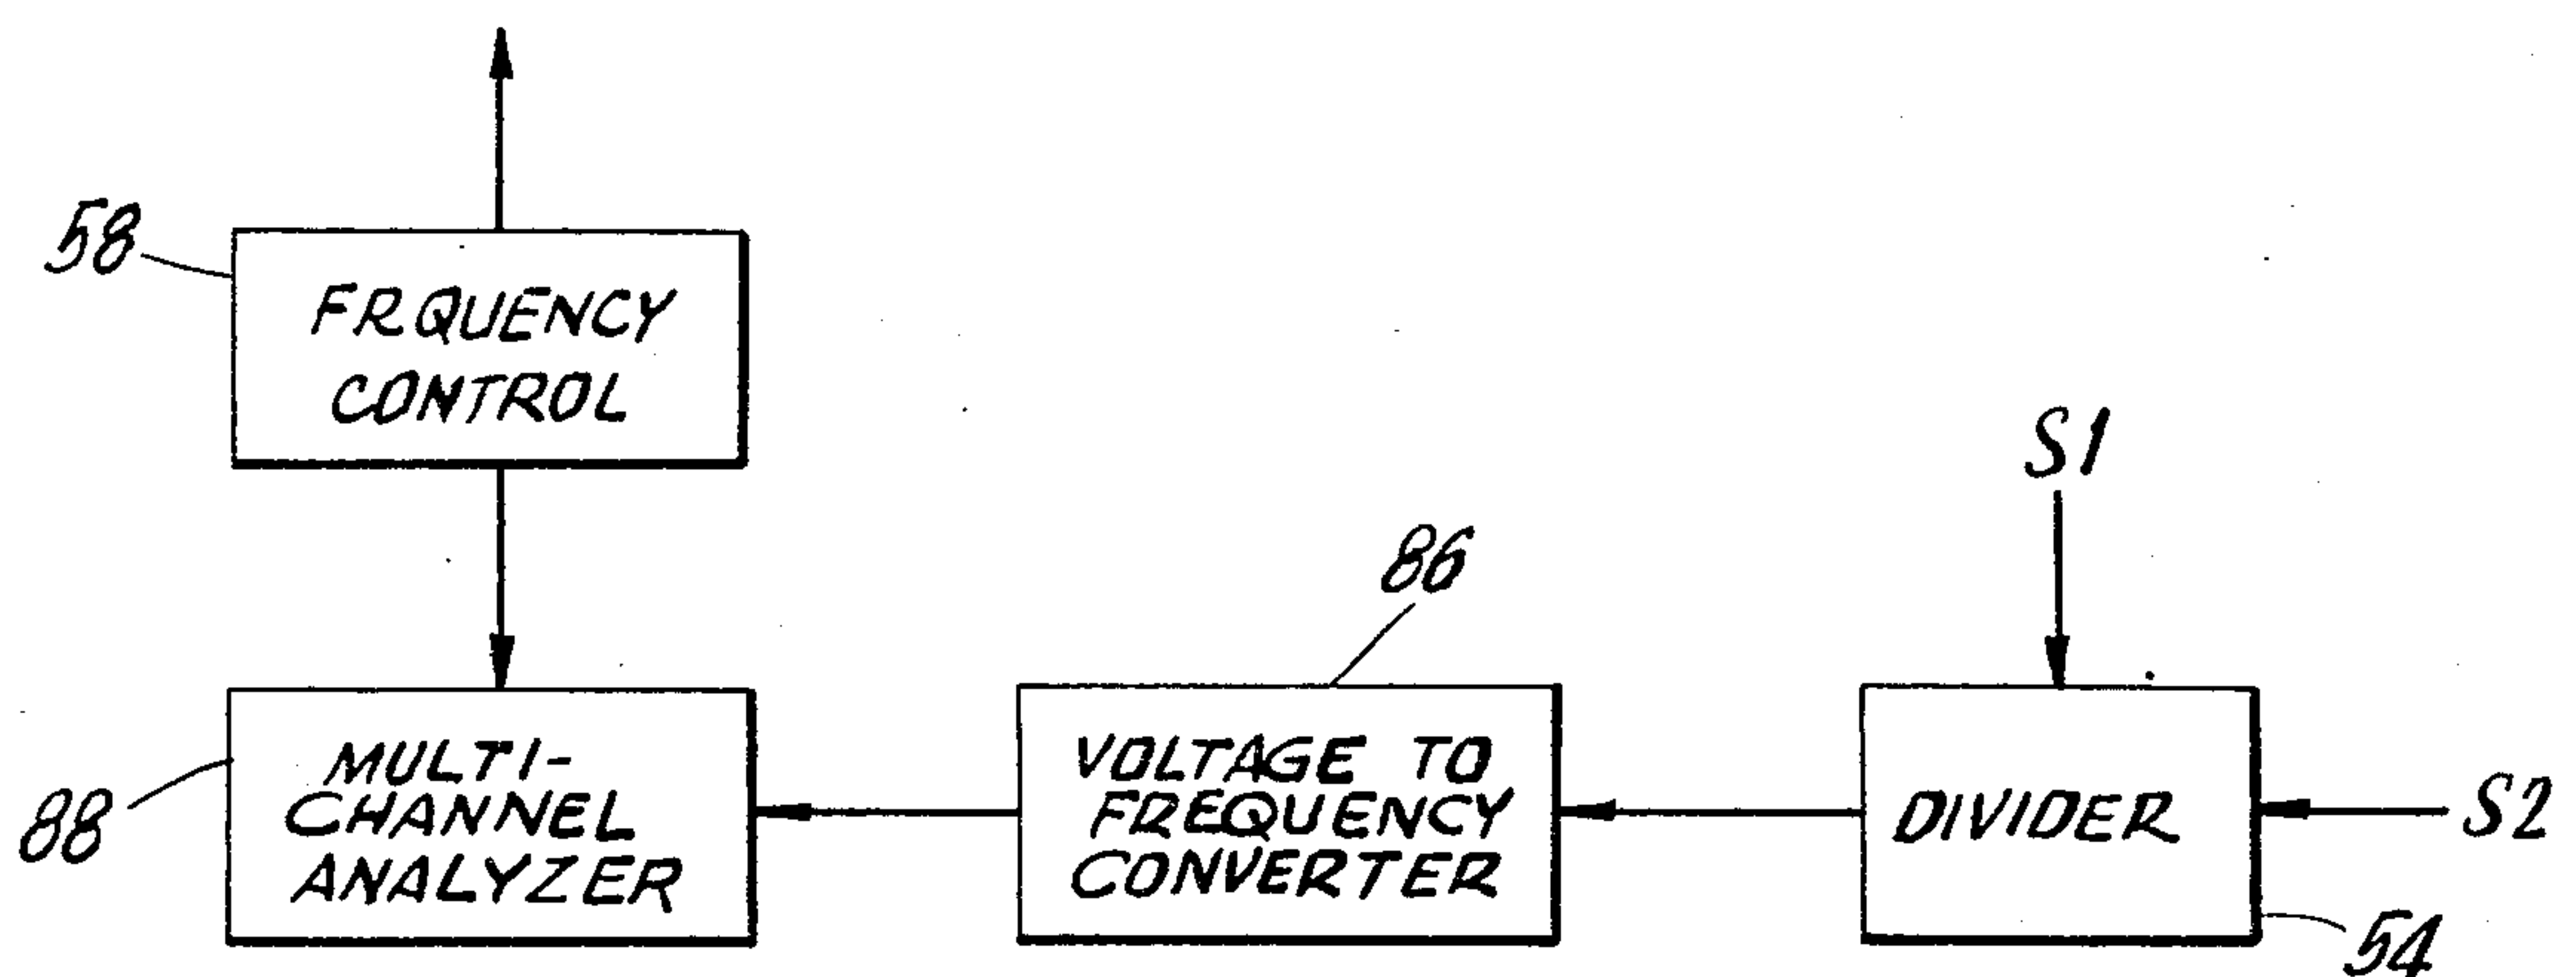 58
FRQUENCY
CONTROL
S1
86
MULTI-
CHANNEL
ANALYZER
88
VOLTAGE TO
FREQUENCY
CONVERTER
DIVIDER
S2
54